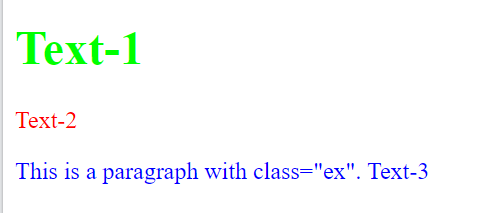 Text-1
Text-2
This is a paragraph with class="ex". Text-3